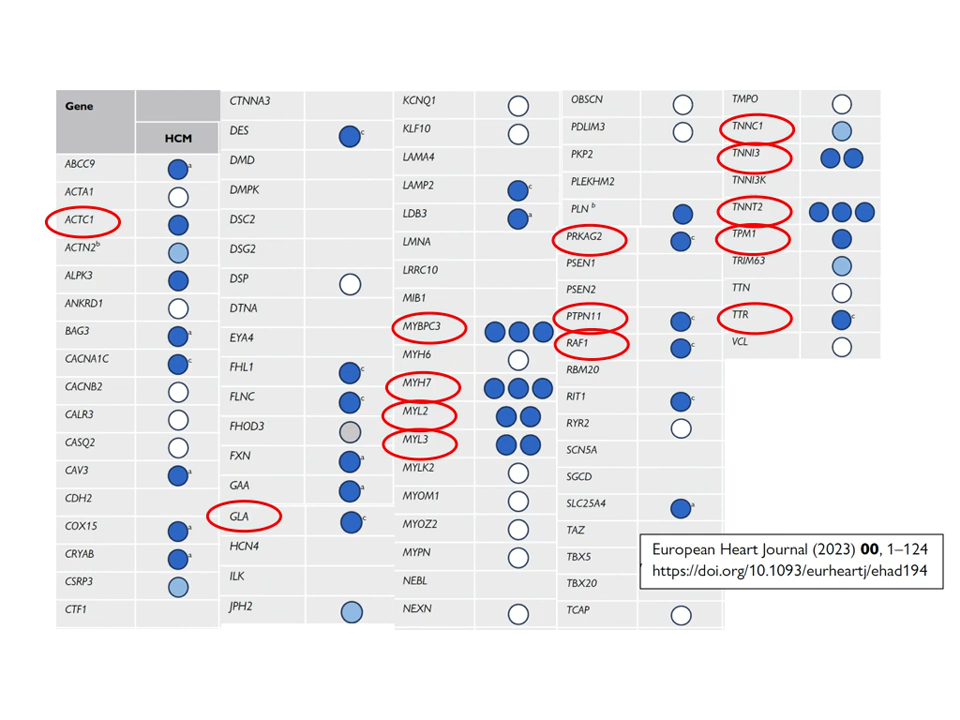 Gene
HCM
ABCC9 a
ACTA1
ACTC1
ACTN2b
ALPK3
ANKRD1
BAG3 a
CACNA1C c
CACNB2
CALR3
CASQ2
CAV3 a
CDH2
COX15 a
CRYAB a
CSRP3
CTF1
CTNNA3
DES c
DMD
DMPK
DSC2
DSG2
DSP
DTNA
EYA4
FHL1 c
FLNC c
FHOD3
FXN a
GAA a
GLA c
HCN4
ILK
JPH2
KCNQ1
KLF10
LAMA4
LAMP2 c
LDB3 a
LMNA
LRRC10
MIB1
MYBPC3
MYH6
MYH7
MYL2
MYL3
MYLK2
MYOM1
MYOZ2
MYPN
NEBL
NEXN
OBSCN
PDLIM3
PKP2
PLEKHM2
PLN b
PRKAG2 c
PSEN1
PSEN2
PTPN11 c
RAF1 c
RBM20
RIT1 c
RYR2
SCN5A
SGCD
SLC25A4 a
TAZ
TBX5
TBX20
TCAP
TMPO
TNNC1
TNNI3
TNNI3K
TNNT2
TPM1
TRIM63
TTN
TTR c
VCL
European Heart Journal (2023) 00, 1–124
https://doi.org/10.1093/eurheartj/ehad194